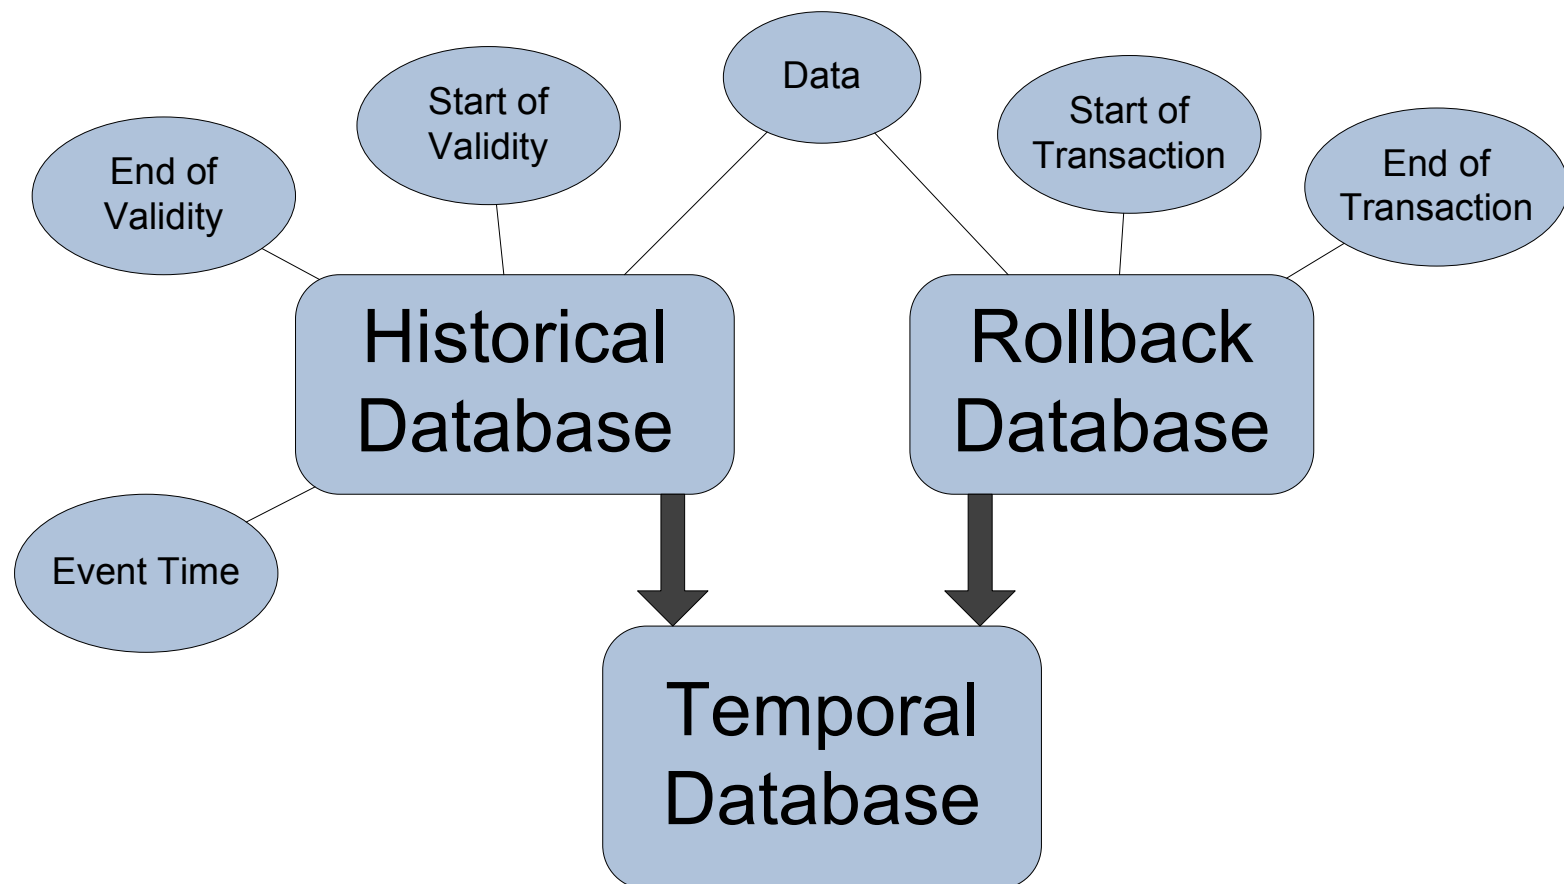 Data
Start of
Validity
Start of
Transaction
End of
Validity
End of
Transaction
Historical
Database
Rollback
Database
Event Time
Temporal
Database